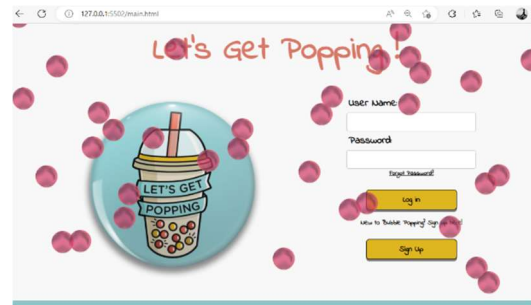 127.0.0.1:5502/main.html
Let's Get Popping !
User Name:
Password:
Forgot Password?
Log in
New to Bubble Popping? Sign up here!
Sign Up
LET'S GET
POPPING